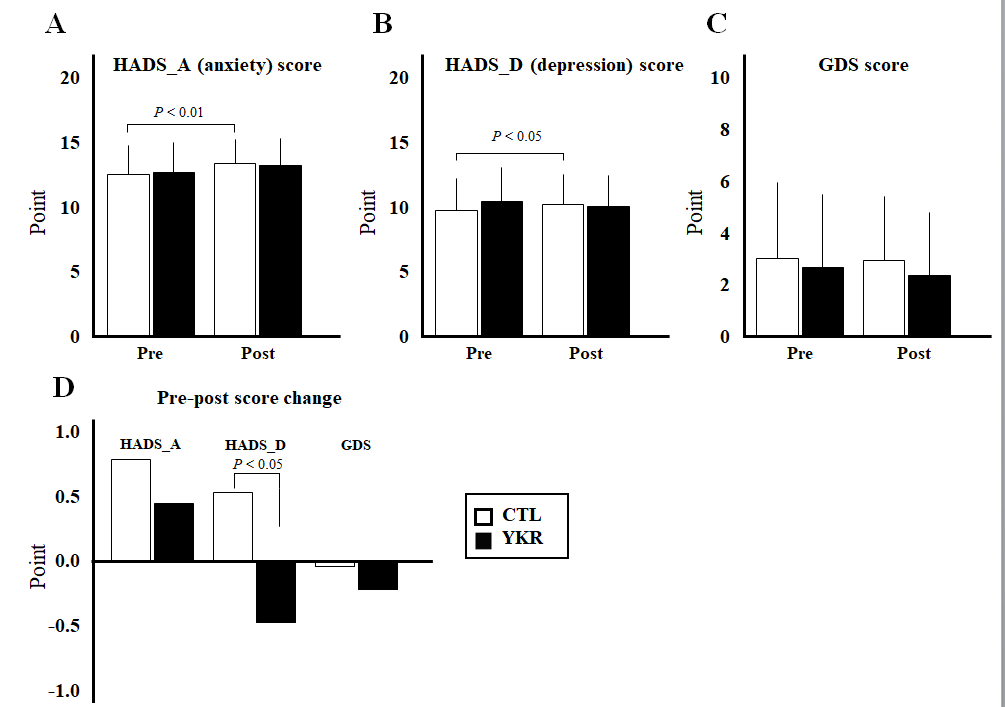 A
HADS_A (anxiety) score
Point
20
15
10
5
0
P < 0.01
Pre
Post
B
HADS_D (depression) score
Point
20
15
10
5
0
P < 0.05
Pre
Post
C
GDS score
Point
10
8
6
4
2
0
Pre
Post
D
Pre-post score change
Point
1.0
0.5
0.0
-0.5
-1.0
HADS_A
HADS_D
GDS
P < 0.05
CTL
YKR